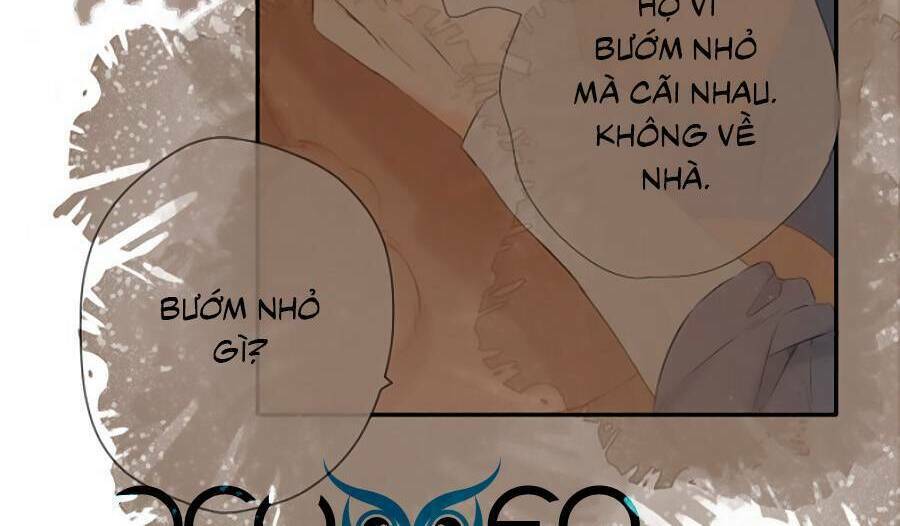 HỌ VÌ
BƯỚM NHỎ
MÀ CÃI NHAU.
KHÔNG VỀ
NHÀ.
BƯỚM NHỎ
GÌ?